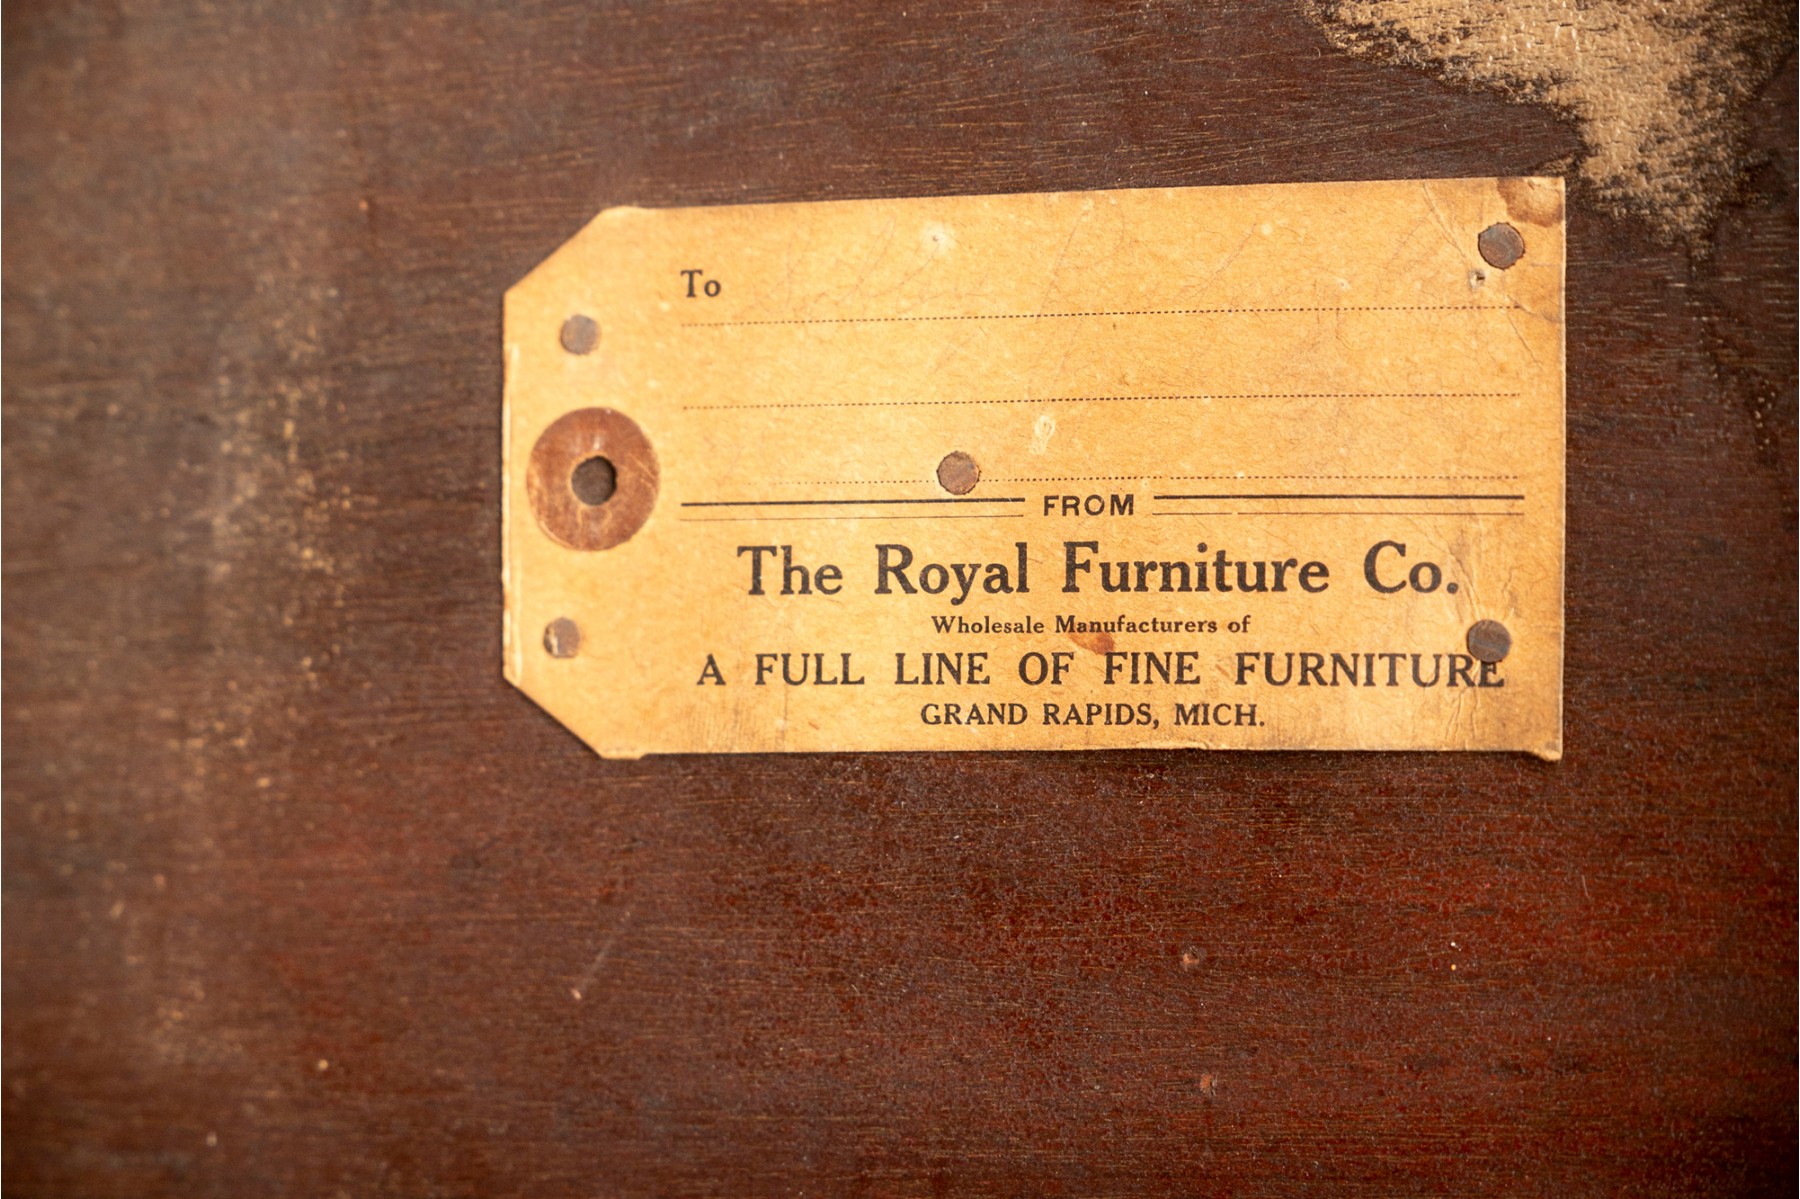 To
FROM
The Royal Furniture Co.
Wholesale Manufacturers of
A FULL LINE OF FINE FURNITURE
GRAND RAPIDS, MICH.